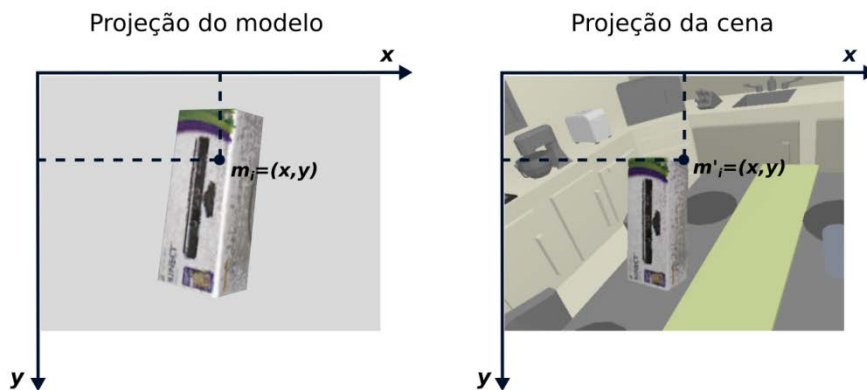 Projeção do modelo
Projeção da cena
x
x
mᵢ=(x,y)
m'ᵢ=(x,y)
y
y